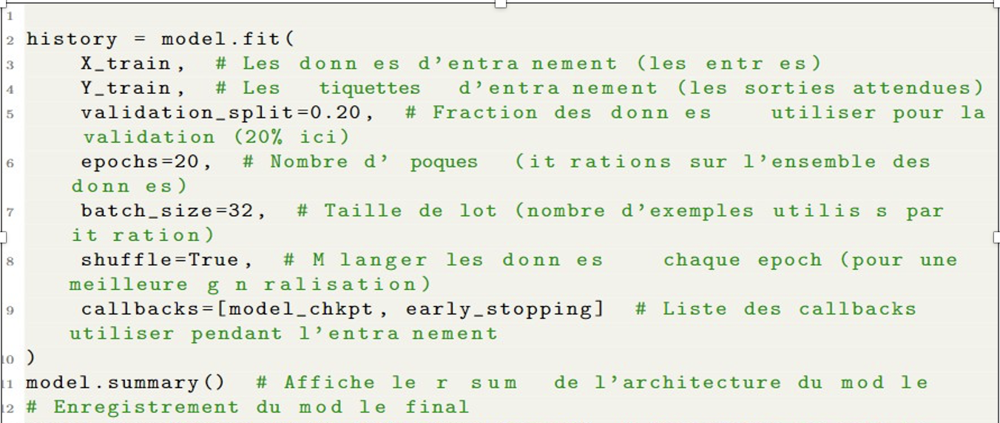 1
2 history = model.fit(
3 X_train, # Les donn es d'entra nement (les entr es)
4 Y_train, # Les tiquettes d'entra nement (les sorties attendues)
5 validation_split=0.20, # Fraction des donn es utiliser pour la
validation (20% ici)
6 epochs=20, # Nombre d' poques (it rations sur l'ensemble des
donn es)
7 batch_size=32, # Taille de lot (nombre d'exemples utilis s par
it ration)
8 shuffle=True, # M langer les donn es chaque epoch (pour une
meilleure g n ralisation)
9 callbacks=[model_chkpt, early_stopping] # Liste des callbacks
utiliser pendant l'entra nement
10 )
11 model.summary() # Affiche le r sum de l'architecture du mod le
12 # Enregistrement du mod le final